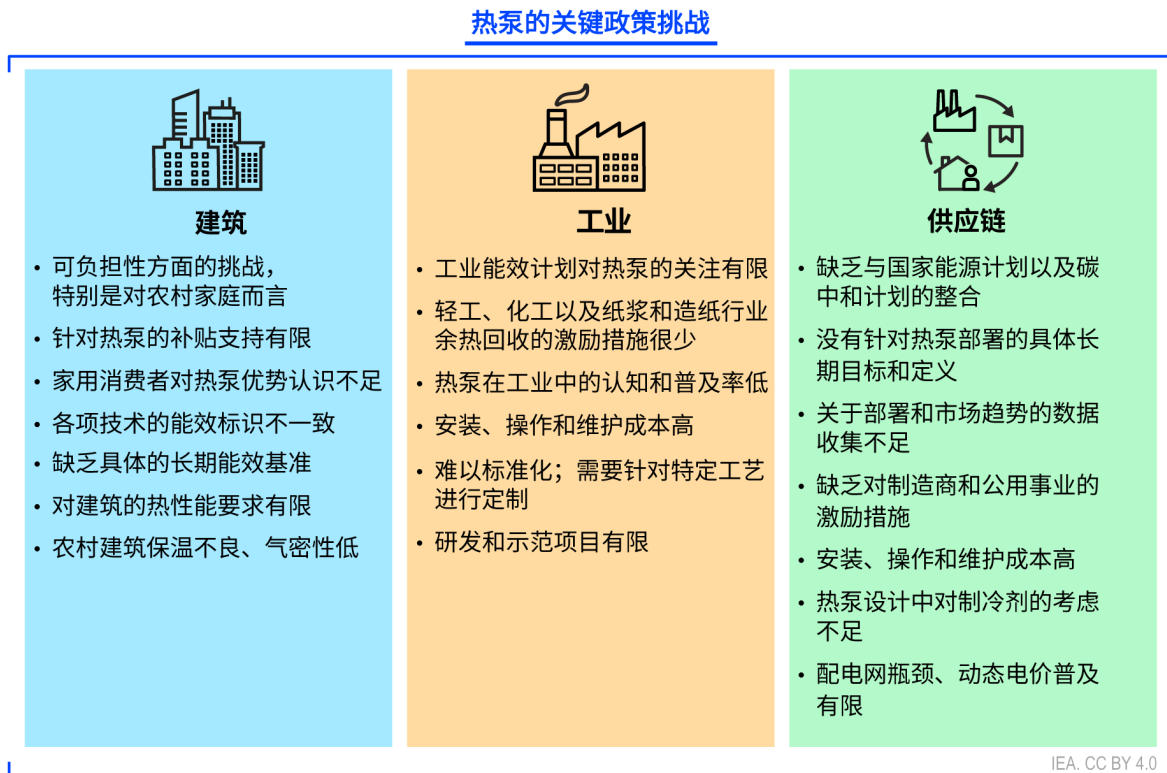 热泵的关键政策挑战
建筑
• 可负担性方面的挑战，
特别是对农村家庭而言
• 针对热泵的补贴支持有限
• 家用消费者对热泵优势认识不足
• 各项技术的能效标识不一致
• 缺乏具体的长期能效基准
• 对建筑的热性能要求有限
• 农村建筑保温不良、气密性低
工业
• 工业能效计划对热泵的关注有限
• 轻工、化工以及纸浆和造纸行业
余热回收的激励措施很少
• 热泵在工业中的认知和普及率低
• 安装、操作和维护成本高
• 难以标准化；需要针对特定工艺
进行定制
• 研发和示范项目有限
供应链
• 缺乏与国家能源计划以及碳
中和计划的整合
• 没有针对热泵部署的具体长
期目标和定义
• 关于部署和市场趋势的数据
收集不足
• 缺乏对制造商和公用事业的
激励措施
• 安装、操作和维护成本高
• 热泵设计中对制冷剂的考虑
不足
• 配电网瓶颈、动态电价普及
有限
IEA. CC BY 4.0